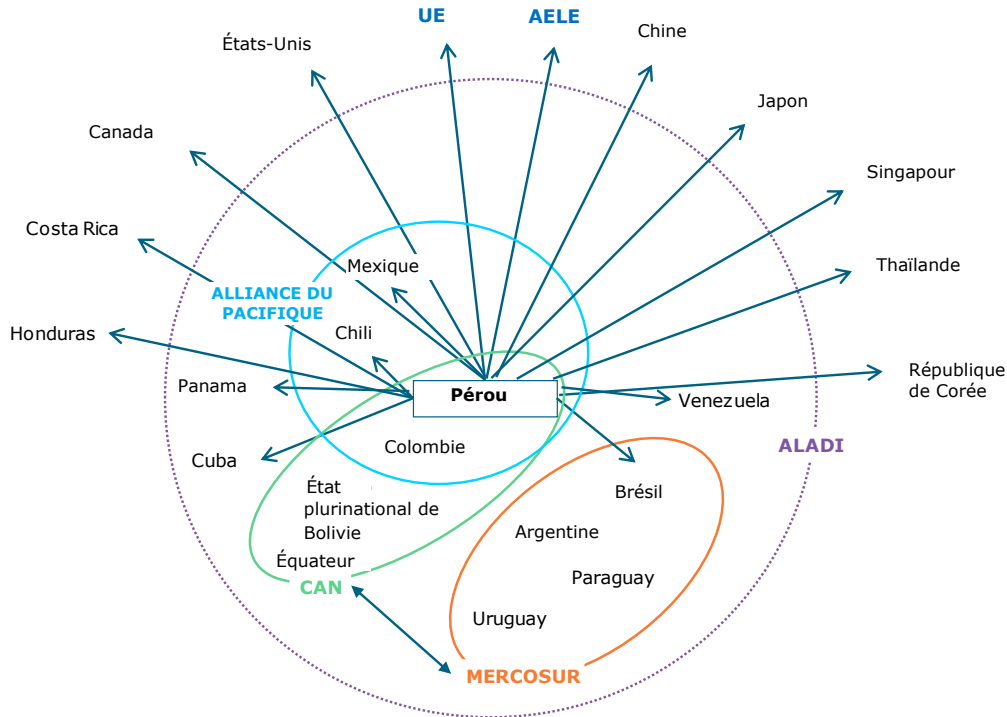 UE
AELE
Chine
États-Unis
Japon
Canada
Singapour
Costa Rica
Mexique
Thaïlande
ALLIANCE DU
PACIFIQUE
Honduras
Chili
République
de Corée
Panama
Pérou
Venezuela
Colombie
ALADI
Cuba
État
plurinational de
Bolivie
Brésil
Argentine
Équateur
CAN
Paraguay
Uruguay
MERCOSUR